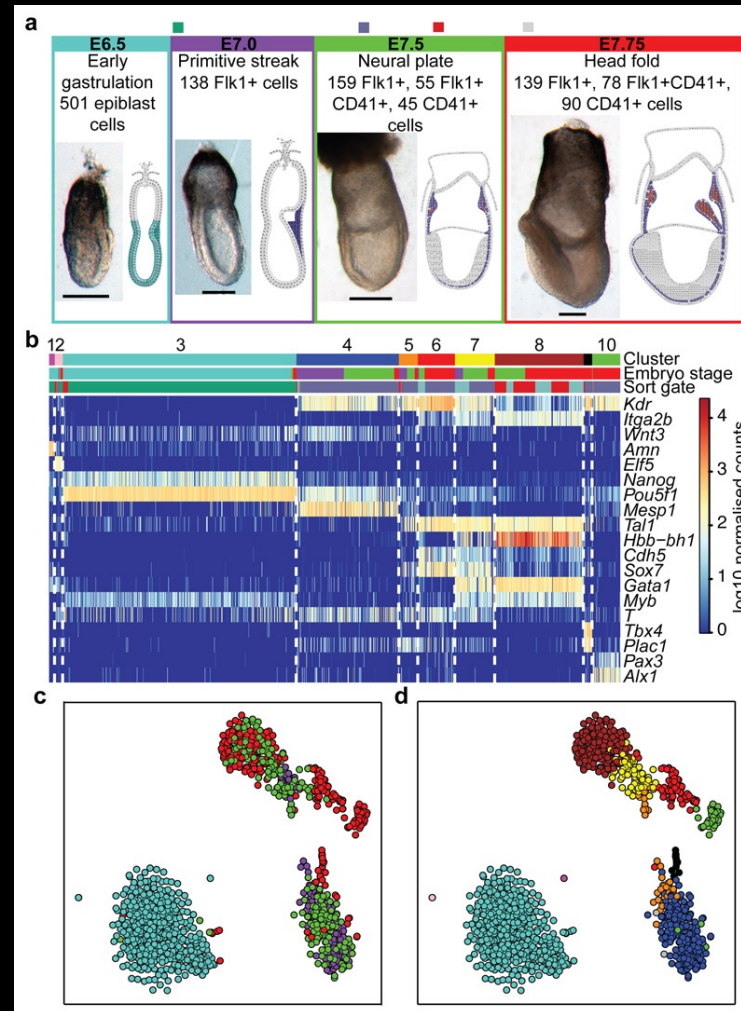 a
E6.5 E7.0 E7.5 E7.75
Early
gastrulation
501 epiblast
cells
Primitive streak
138 Flk1+ cells
Neural plate
159 Flk1+, 55 Flk1+
CD41+, 45 CD41+
cells
Head fold
139 Flk1+, 78 Flk1+CD41+,
90 CD41+ cells
b
1 2 3 4 5 6 7 8 10
Cluster
Embryo stage
Sort gate
Kdr
Itga2b
Wnt3
Amn
Elf5
Nanog
Pou5f1
Mesp1
Tal1
Hbb-bh1
Cdh5
Sox7
Gata1
Myb
T
Tbx4
Plac1
Pax3
Alx1
4
3
2
1
0
log10 normalised counts
c
d